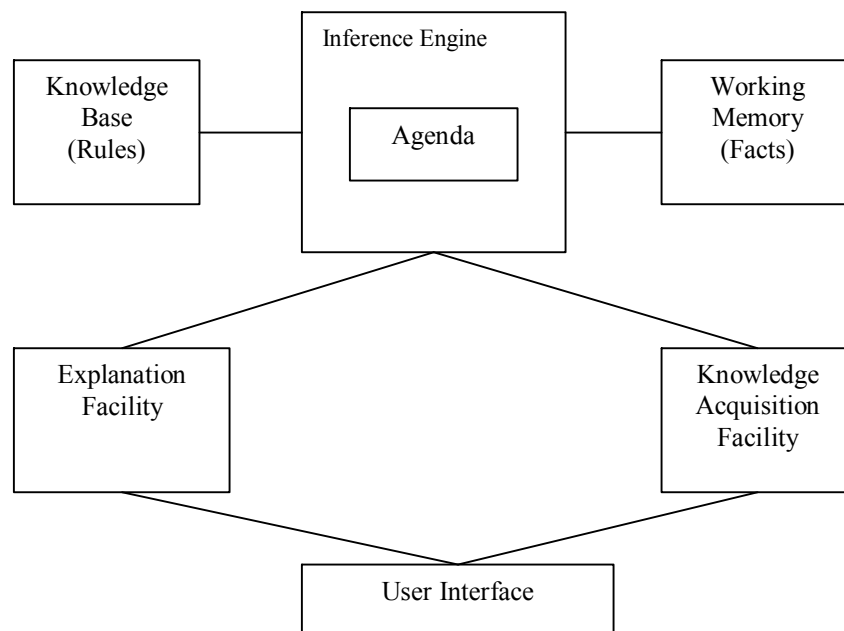 Inference Engine
Knowledge
Base
(Rules)
Agenda
Working
Memory
(Facts)
Explanation
Facility
Knowledge
Acquisition
Facility
User Interface